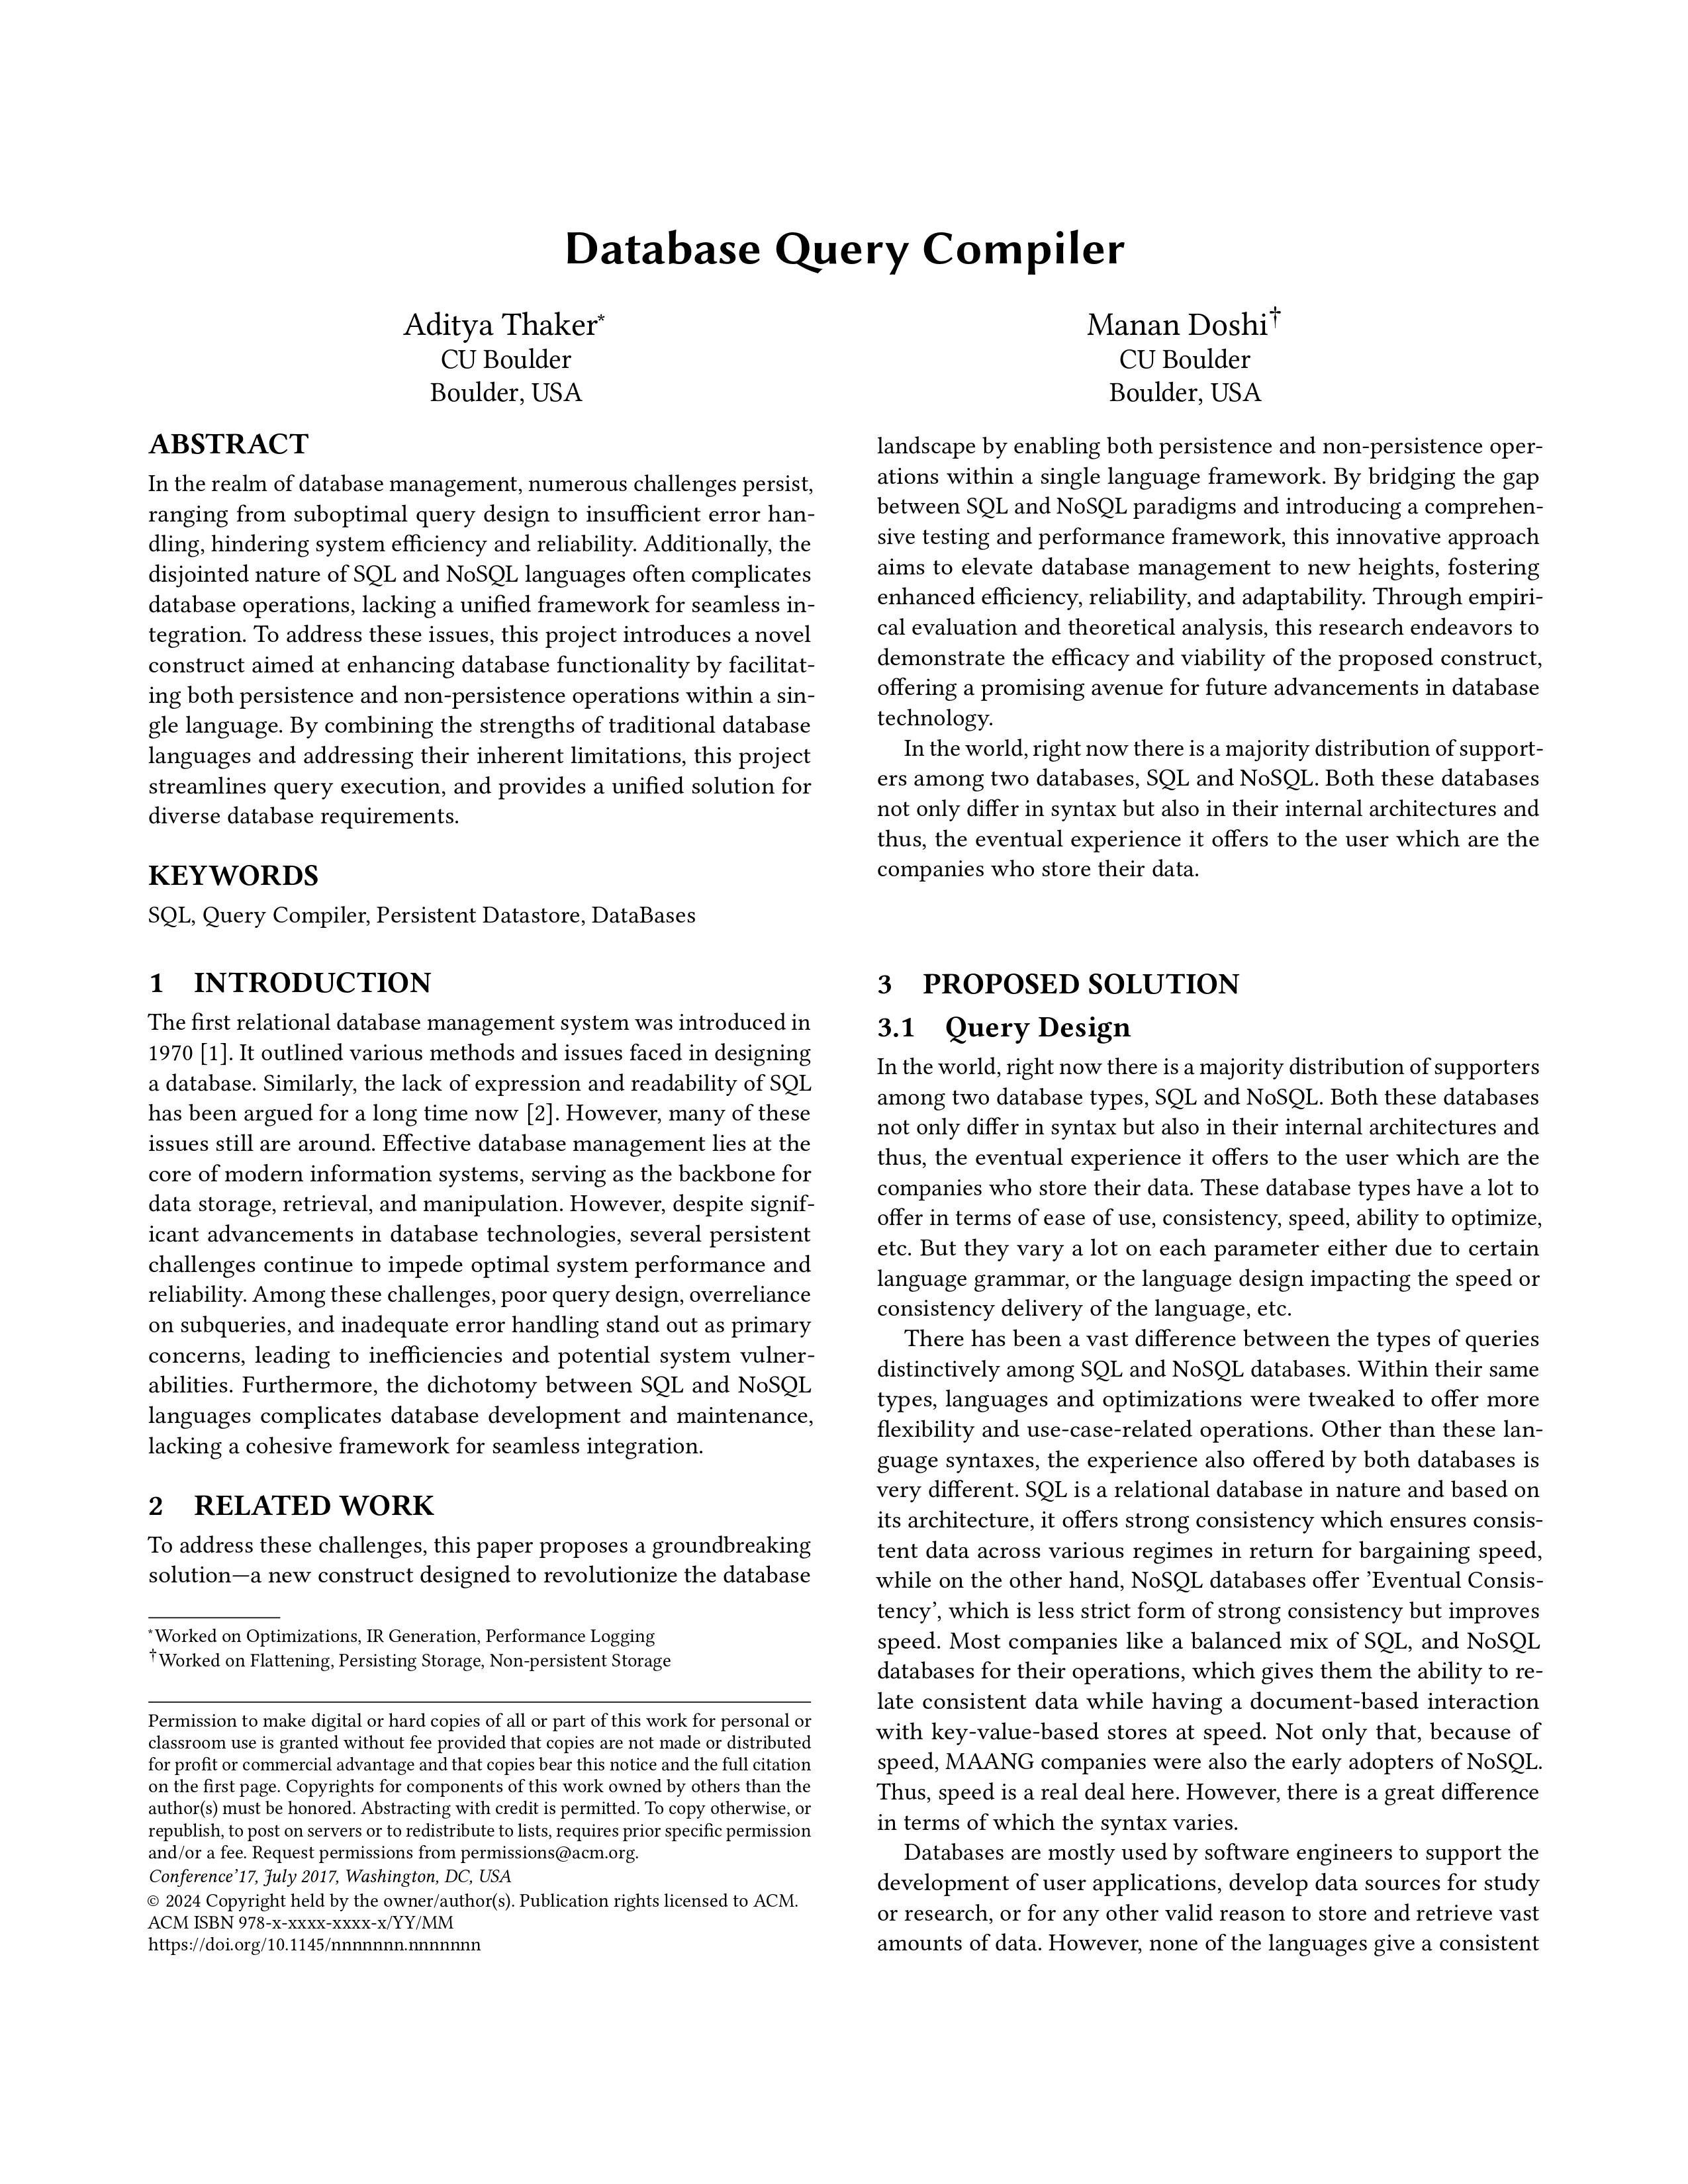 Database Query Compiler
Aditya Thaker*
CU Boulder
Boulder, USA
Manan Doshi†
CU Boulder
Boulder, USA
ABSTRACT
In the realm of database management, numerous challenges persist,
ranging from suboptimal query design to insufficient error han-
dling, hindering system efficiency and reliability. Additionally, the
disjointed nature of SQL and NoSQL languages often complicates
database operations, lacking a unified framework for seamless in-
tegration. To address these issues, this project introduces a novel
construct aimed at enhancing database functionality by facilitat-
ing both persistence and non-persistence operations within a sin-
gle language. By combining the strengths of traditional database
languages and addressing their inherent limitations, this project
streamlines query execution, and provides a unified solution for
diverse database requirements.
KEYWORDS
SQL, Query Compiler, Persistent Datastore, DataBases
1 INTRODUCTION
The first relational database management system was introduced in
1970 [1]. It outlined various methods and issues faced in designing
a database. Similarly, the lack of expression and readability of SQL
has been argued for a long time now [2]. However, many of these
issues still are around. Effective database management lies at the
core of modern information systems, serving as the backbone for
data storage, retrieval, and manipulation. However, despite signif-
icant advancements in database technologies, several persistent
challenges continue to impede optimal system performance and
reliability. Among these challenges, poor query design, overreliance
on subqueries, and inadequate error handling stand out as primary
concerns, leading to inefficiencies and potential system vulner-
abilities. Furthermore, the dichotomy between SQL and NoSQL
languages complicates database development and maintenance,
lacking a cohesive framework for seamless integration.
2 RELATED WORK
To address these challenges, this paper proposes a groundbreaking
solution—a new construct designed to revolutionize the database
*Worked on Optimizations, IR Generation, Performance Logging
†Worked on Flattening, Persisting Storage, Non-persistent Storage
Permission to make digital or hard copies of all or part of this work for personal or
classroom use is granted without fee provided that copies are not made or distributed
for profit or commercial advantage and that copies bear this notice and the full citation
on the first page. Copyrights for components of this work owned by others than the
author(s) must be honored. Abstracting with credit is permitted. To copy otherwise, or
republish, to post on servers or to redistribute to lists, requires prior specific permission
and/or a fee. Request permissions from permissions@acm.org.
Conference'17, July 2017, Washington, DC, USA
© 2024 Copyright held by the owner/author(s). Publication rights licensed to ACM.
ACM ISBN 978-x-xxxx-xxxx-x/YY/MM
https://doi.org/10.1145/nnnnnnn.nnnnnnn
landscape by enabling both persistence and non-persistence oper-
ations within a single language framework. By bridging the gap
between SQL and NoSQL paradigms and introducing a comprehen-
sive testing and performance framework, this innovative approach
aims to elevate database management to new heights, fostering
enhanced efficiency, reliability, and adaptability. Through empiri-
cal evaluation and theoretical analysis, this research endeavors to
demonstrate the efficacy and viability of the proposed construct,
offering a promising avenue for future advancements in database
technology.
In the world, right now there is a majority distribution of support-
ers among two databases, SQL and NoSQL. Both these databases
not only differ in syntax but also in their internal architectures and
thus, the eventual experience it offers to the user which are the
companies who store their data.
3 PROPOSED SOLUTION
3.1 Query Design
In the world, right now there is a majority distribution of supporters
among two database types, SQL and NoSQL. Both these databases
not only differ in syntax but also in their internal architectures and
thus, the eventual experience it offers to the user which are the
companies who store their data. These database types have a lot to
offer in terms of ease of use, consistency, speed, ability to optimize,
etc. But they vary a lot on each parameter either due to certain
language grammar, or the language design impacting the speed or
consistency delivery of the language, etc.
There has been a vast difference between the types of queries
distinctively among SQL and NoSQL databases. Within their same
types, languages and optimizations were tweaked to offer more
flexibility and use-case-related operations. Other than these lan-
guage syntaxes, the experience also offered by both databases is
very different. SQL is a relational database in nature and based on
its architecture, it offers strong consistency which ensures consis-
tent data across various regimes in return for bargaining speed,
while on the other hand, NoSQL databases offer ’Eventual Consis-
tency’, which is less strict form of strong consistency but improves
speed. Most companies like a balanced mix of SQL, and NoSQL
databases for their operations, which gives them the ability to re-
late consistent data while having a document-based interaction
with key-value-based stores at speed. Not only that, because of
speed, MAANG companies were also the early adopters of NoSQL.
Thus, speed is a real deal here. However, there is a great difference
in terms of which the syntax varies.
Databases are mostly used by software engineers to support the
development of user applications, develop data sources for study
or research, or for any other valid reason to store and retrieve vast
amounts of data. However, none of the languages give a consistent